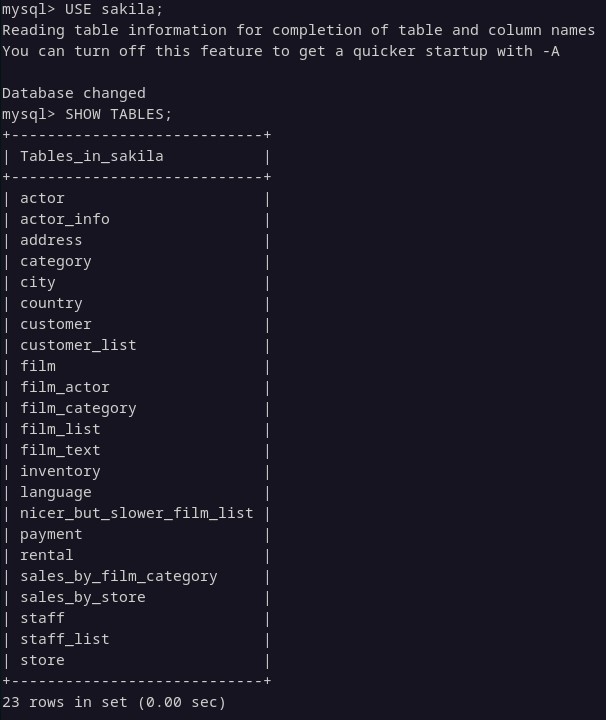 mysql> USE sakila;
Reading table information for completion of table and column names
You can turn off this feature to get a quicker startup with -A

Database changed
mysql> SHOW TABLES;
+----------------------------+
| Tables_in_sakila           |
+----------------------------+
| actor                      |
| actor_info                 |
| address                    |
| category                   |
| city                       |
| country                    |
| customer                   |
| customer_list              |
| film                       |
| film_actor                 |
| film_category              |
| film_list                  |
| film_text                  |
| inventory                  |
| language                   |
| nicer_but_slower_film_list |
| payment                    |
| rental                     |
| sales_by_film_category     |
| sales_by_store             |
| staff                      |
| staff_list                 |
| store                      |
+----------------------------+
23 rows in set (0.00 sec)